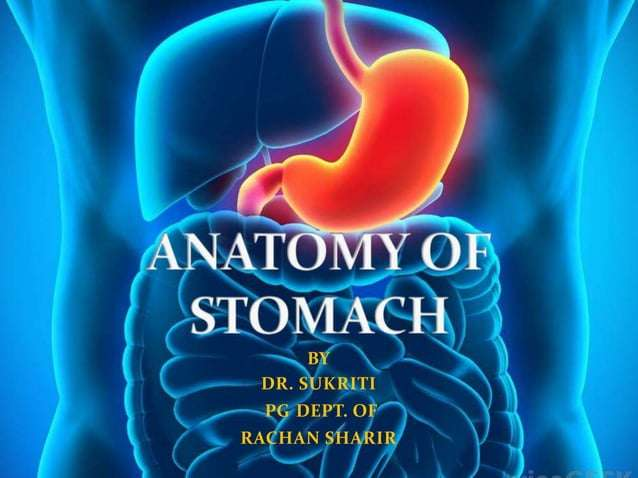 ANATOMY OF
STOMACH
BY
DR. SUKRITI
PG DEPT. OF
RACHAN SHARIR